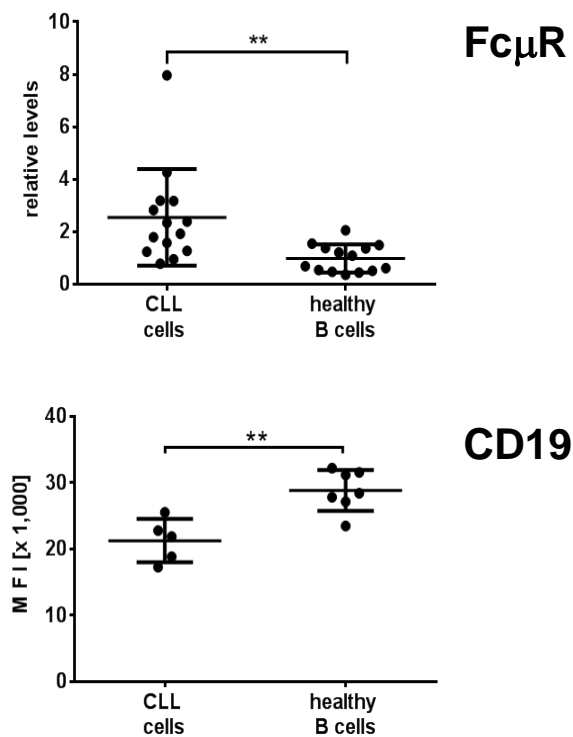 FcμR
**
10
8
6
4
2
0
relative levels
CLL cells
healthy B cells
CD19
**
40
30
20
10
0
M F I [x 1,000]
CLL cells
healthy B cells